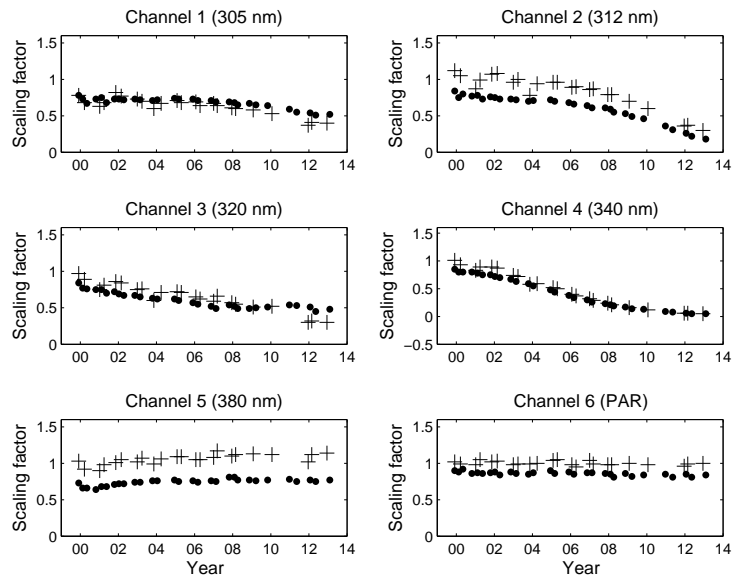 Channel 1 (305 nm)
Scaling factor
1.5
1
0.5
0
00 02 04 06 08 10 12 14
Channel 2 (312 nm)
Scaling factor
1.5
1
0.5
0
00 02 04 06 08 10 12 14
Channel 3 (320 nm)
Scaling factor
1.5
1
0.5
0
00 02 04 06 08 10 12 14
Channel 4 (340 nm)
Scaling factor
1.5
1
0.5
0
−0.5
00 02 04 06 08 10 12 14
Channel 5 (380 nm)
Scaling factor
1.5
1
0.5
0
00 02 04 06 08 10 12 14
Year
Channel 6 (PAR)
Scaling factor
1.5
1
0.5
0
00 02 04 06 08 10 12 14
Year